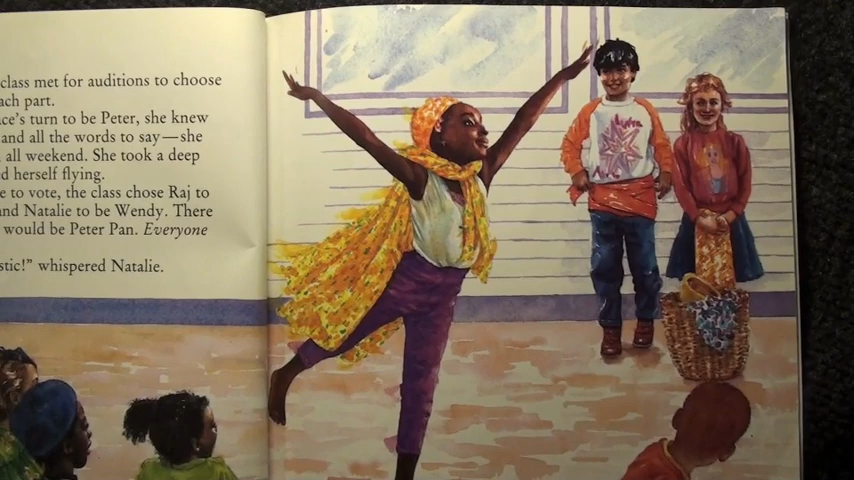 class met for auditions to choose
ach part.
ce's turn to be Peter, she knew
and all the words to say—she
all weekend. She took a deep
d herself flying.
e to vote, the class chose Raj to
and Natalie to be Wendy. There
would be Peter Pan. Everyone
stic!" whispered Natalie.